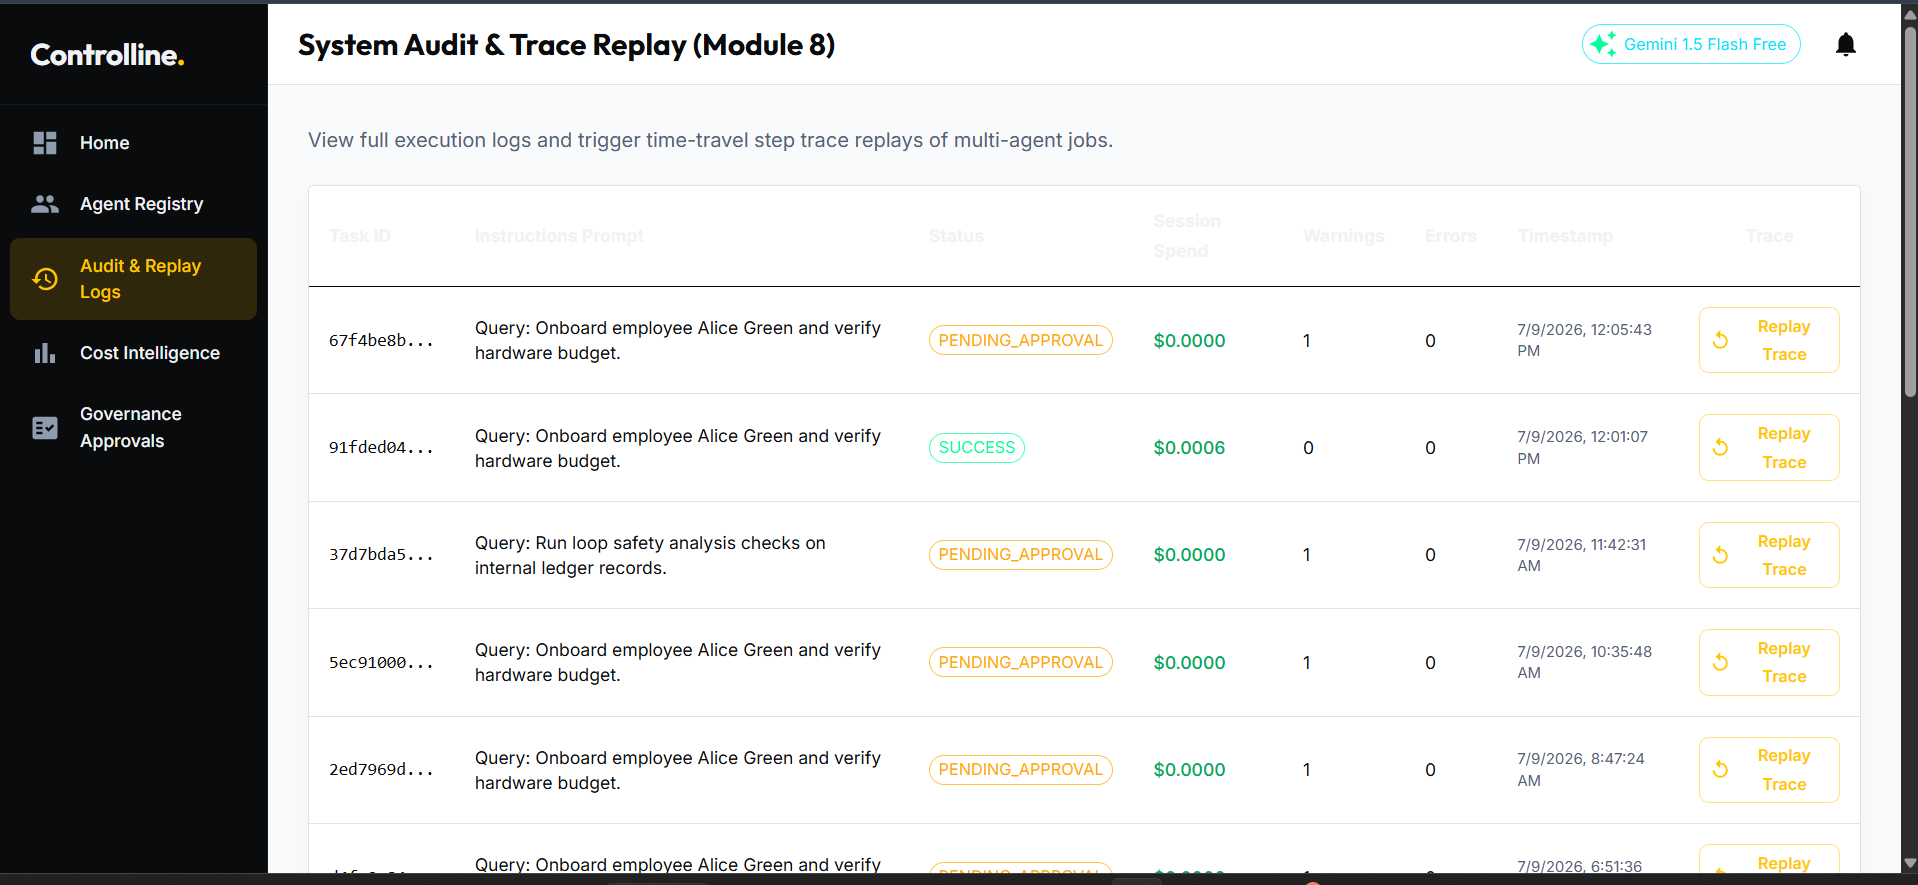 Controlline.
System Audit & Trace Replay (Module 8)
Gemini 1.5 Flash Free
Home
Agent Registry
Audit & Replay
Logs
Cost Intelligence
Governance
Approvals
View full execution logs and trigger time-travel step trace replays of multi-agent jobs.
Task ID Instructions Prompt Status Session Spend Warnings Errors Timestamp Trace
67f4be8b... Query: Onboard employee Alice Green and verify hardware budget. PENDING_APPROVAL $0.0000 1 0 7/9/2026, 12:05:43 PM Replay Trace
91fded04... Query: Onboard employee Alice Green and verify hardware budget. SUCCESS $0.0006 0 0 7/9/2026, 12:01:07 PM Replay Trace
37d7bda5... Query: Run loop safety analysis checks on internal ledger records. PENDING_APPROVAL $0.0000 1 0 7/9/2026, 11:42:31 AM Replay Trace
5ec91000... Query: Onboard employee Alice Green and verify hardware budget. PENDING_APPROVAL $0.0000 1 0 7/9/2026, 10:35:48 AM Replay Trace
2ed7969d... Query: Onboard employee Alice Green and verify hardware budget. PENDING_APPROVAL $0.0000 1 0 7/9/2026, 8:47:24 AM Replay Trace
Query: Onboard employee Alice Green and verify 7/9/2026, 6:51:36 Replay